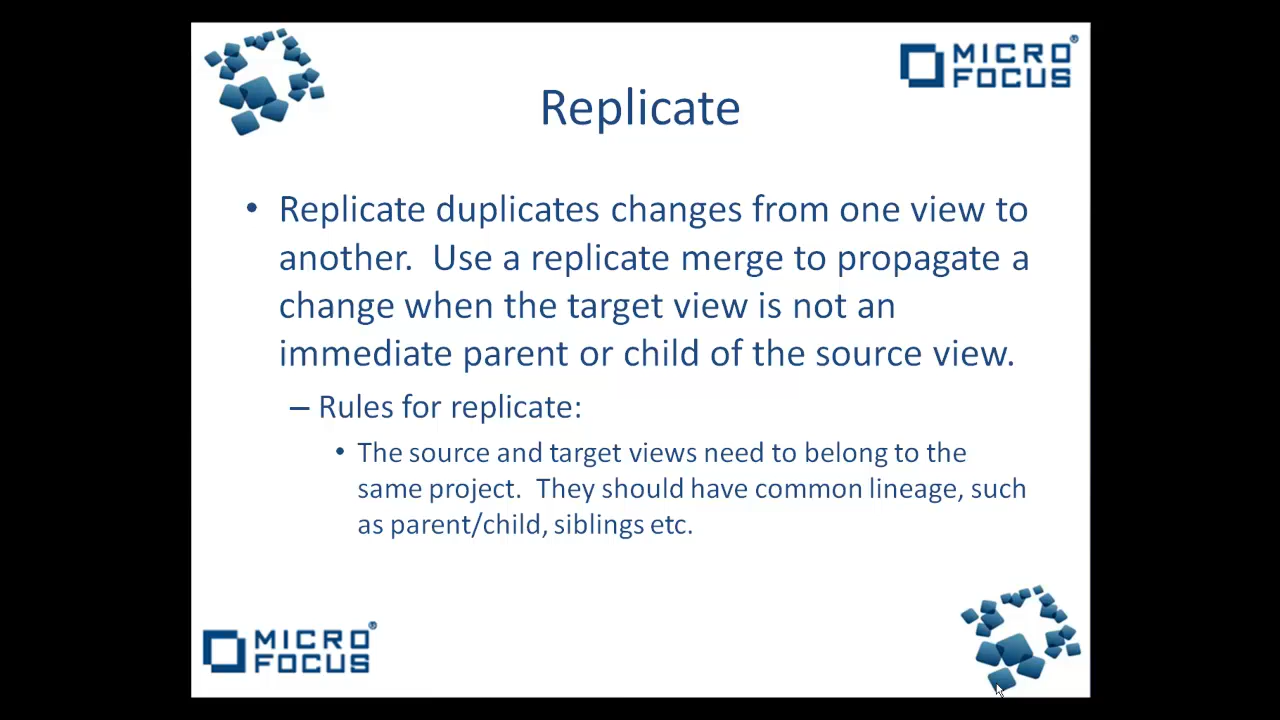 MICRO
FOCUS®
Replicate
• Replicate duplicates changes from one view to
another.  Use a replicate merge to propagate a
change when the target view is not an
immediate parent or child of the source view.
– Rules for replicate:
• The source and target views need to belong to the
same project.  They should have common lineage, such
as parent/child, siblings etc.
MICRO
FOCUS®